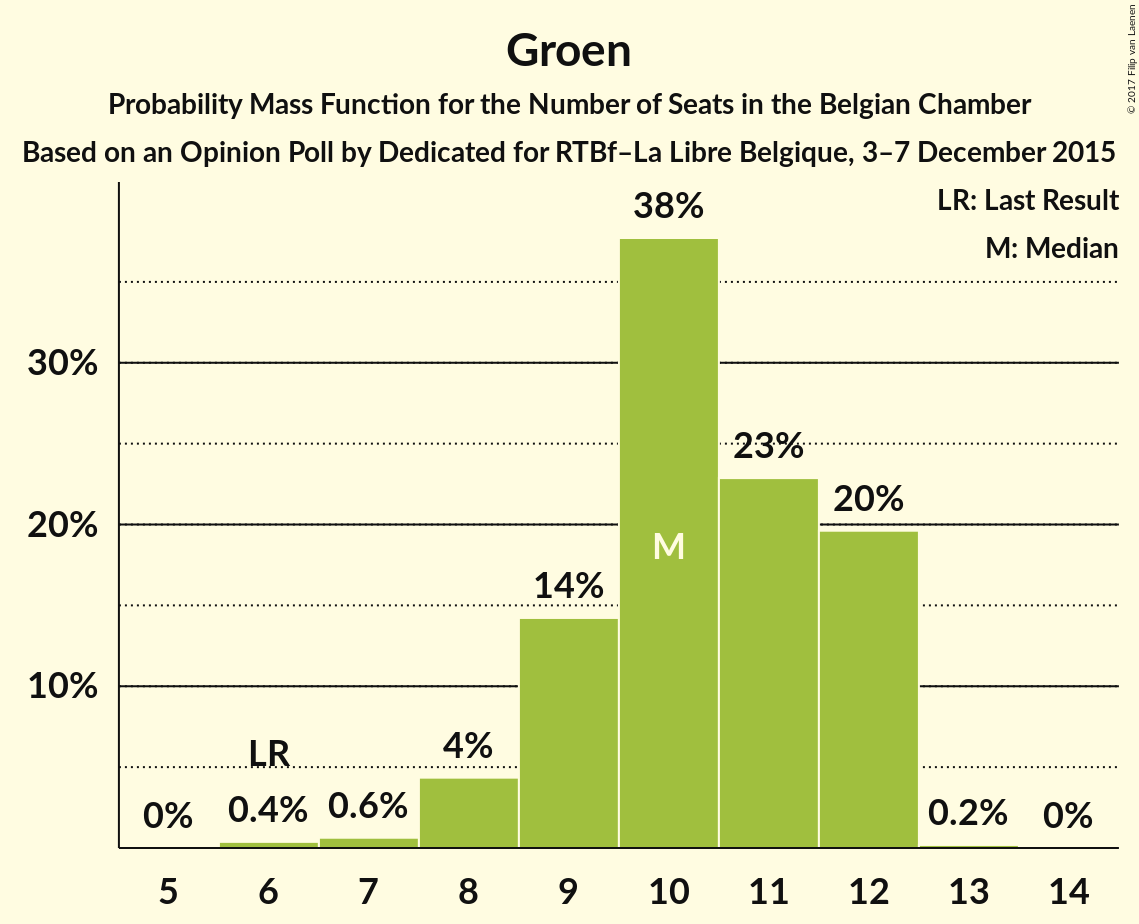 Groen
Probability Mass Function for the Number of Seats in the Belgian Chamber
Based on an Opinion Poll by Dedicated for RTBf–La Libre Belgique, 3–7 December 2015
© 2017 Filip van Laenen
LR: Last Result
M: Median
38%
30%
23%
20%
20%
M
14%
10%
LR
4%
0%
0.4%
0.6%
0.2%
0%
5 6 7 8 9 10 11 12 13 14